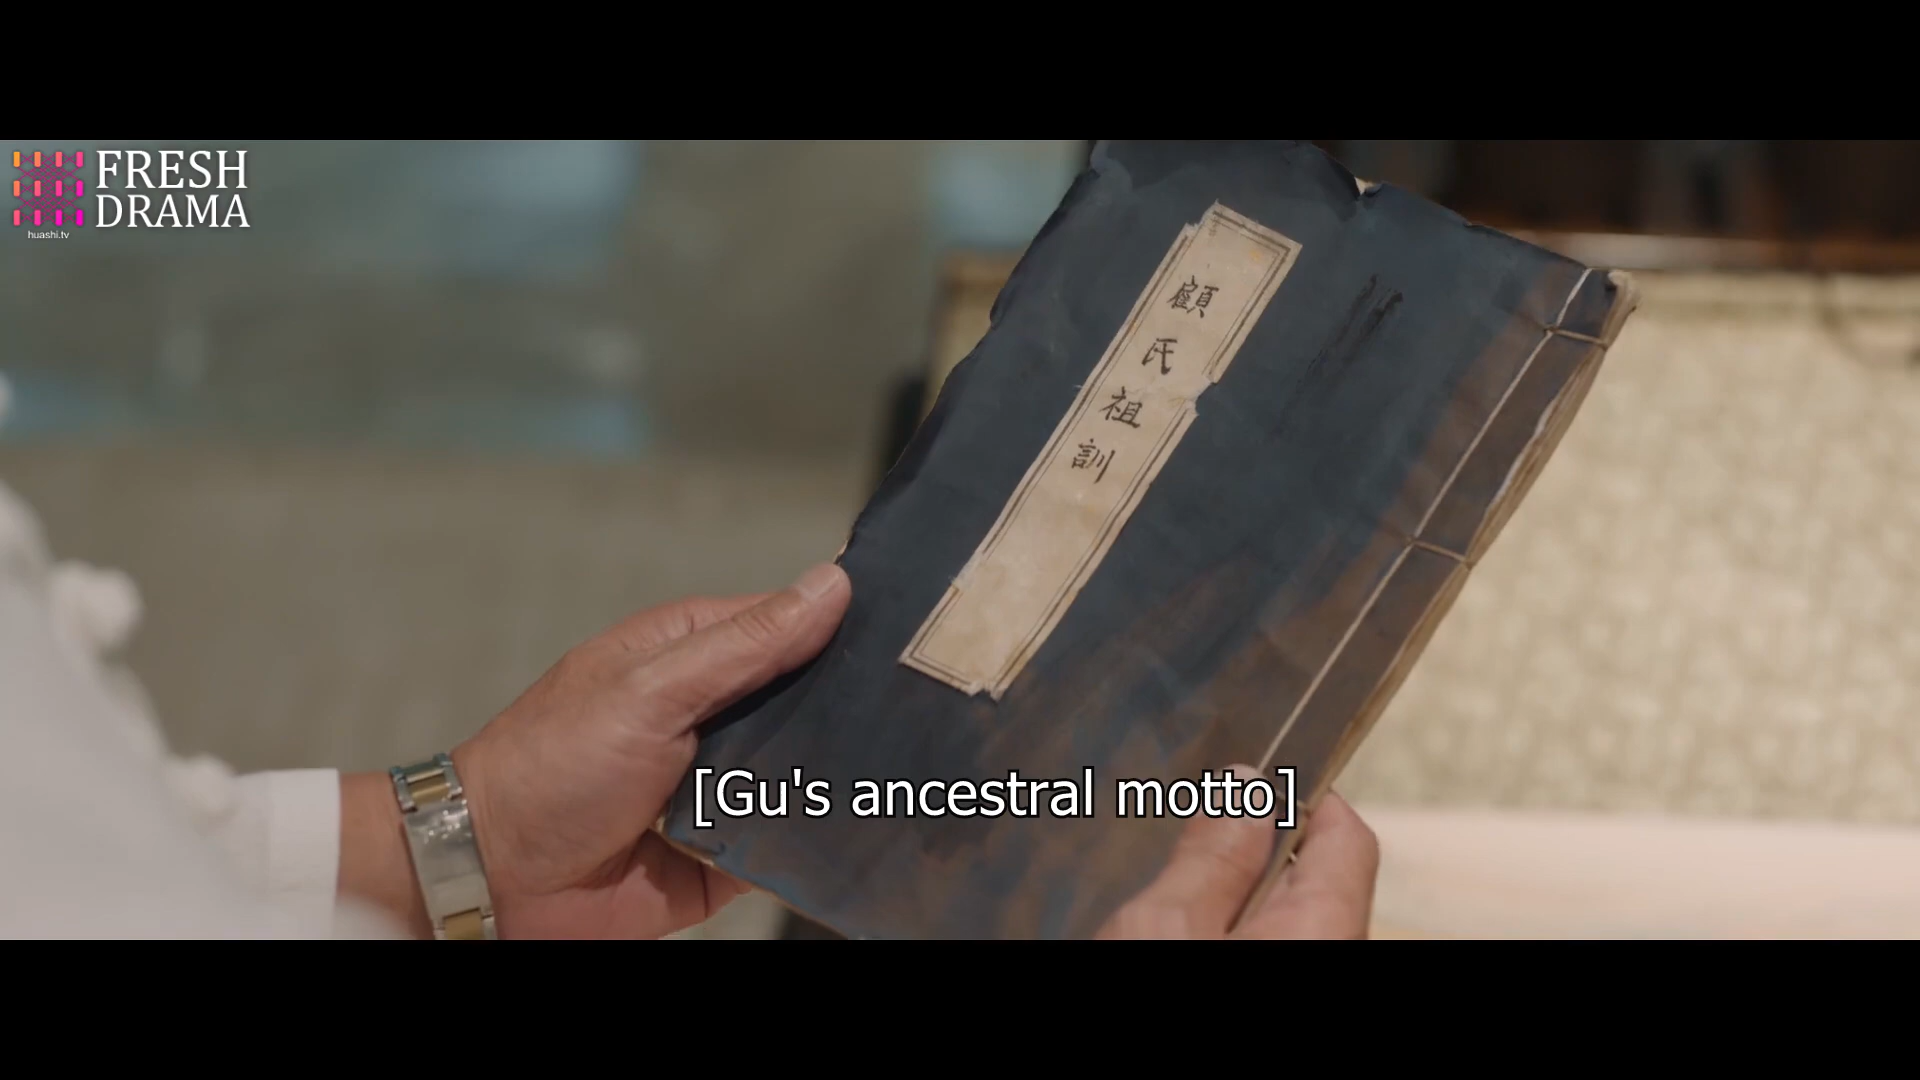 FRESH
DRAMA
huashi.tv
顧氏祖訓
[Gu's ancestral motto]